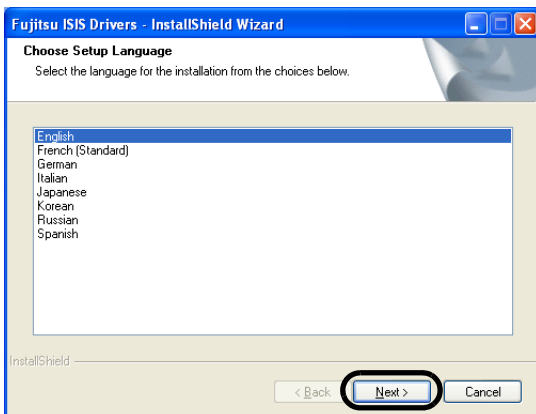 Fujitsu ISIS Drivers - InstallShield Wizard
Choose Setup Language
Select the language for the installation from the choices below.
English
French (Standard)
German
Italian
Japanese
Korean
Russian
Spanish
InstallShield
< Back Next > Cancel